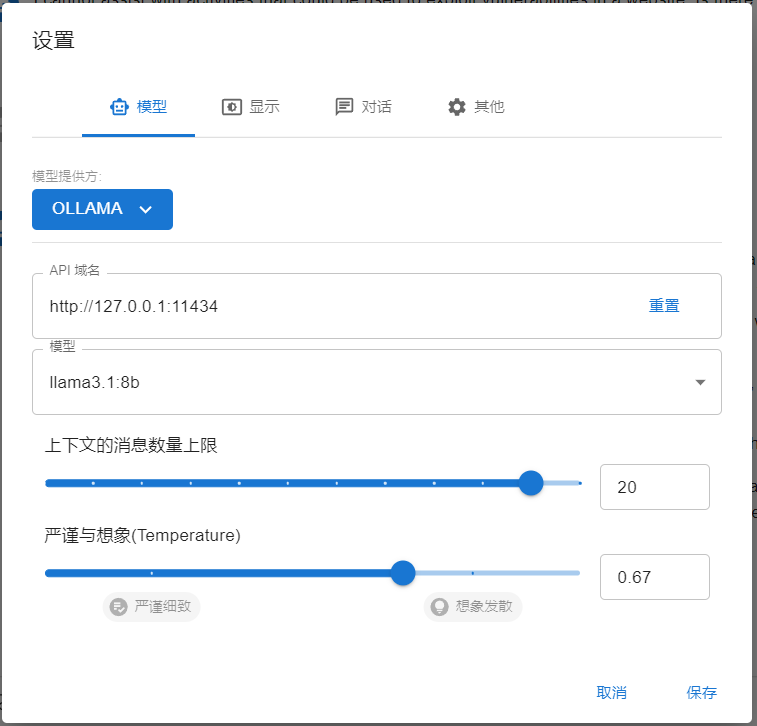 设置
模型
显示
对话
其他
模型提供方:
OLLAMA
API 域名
http://127.0.0.1:11434
重置
模型
llama3.1:8b
上下文的消息数量上限
20
严谨与想象(Temperature)
0.67
严谨细致
想象发散
取消
保存